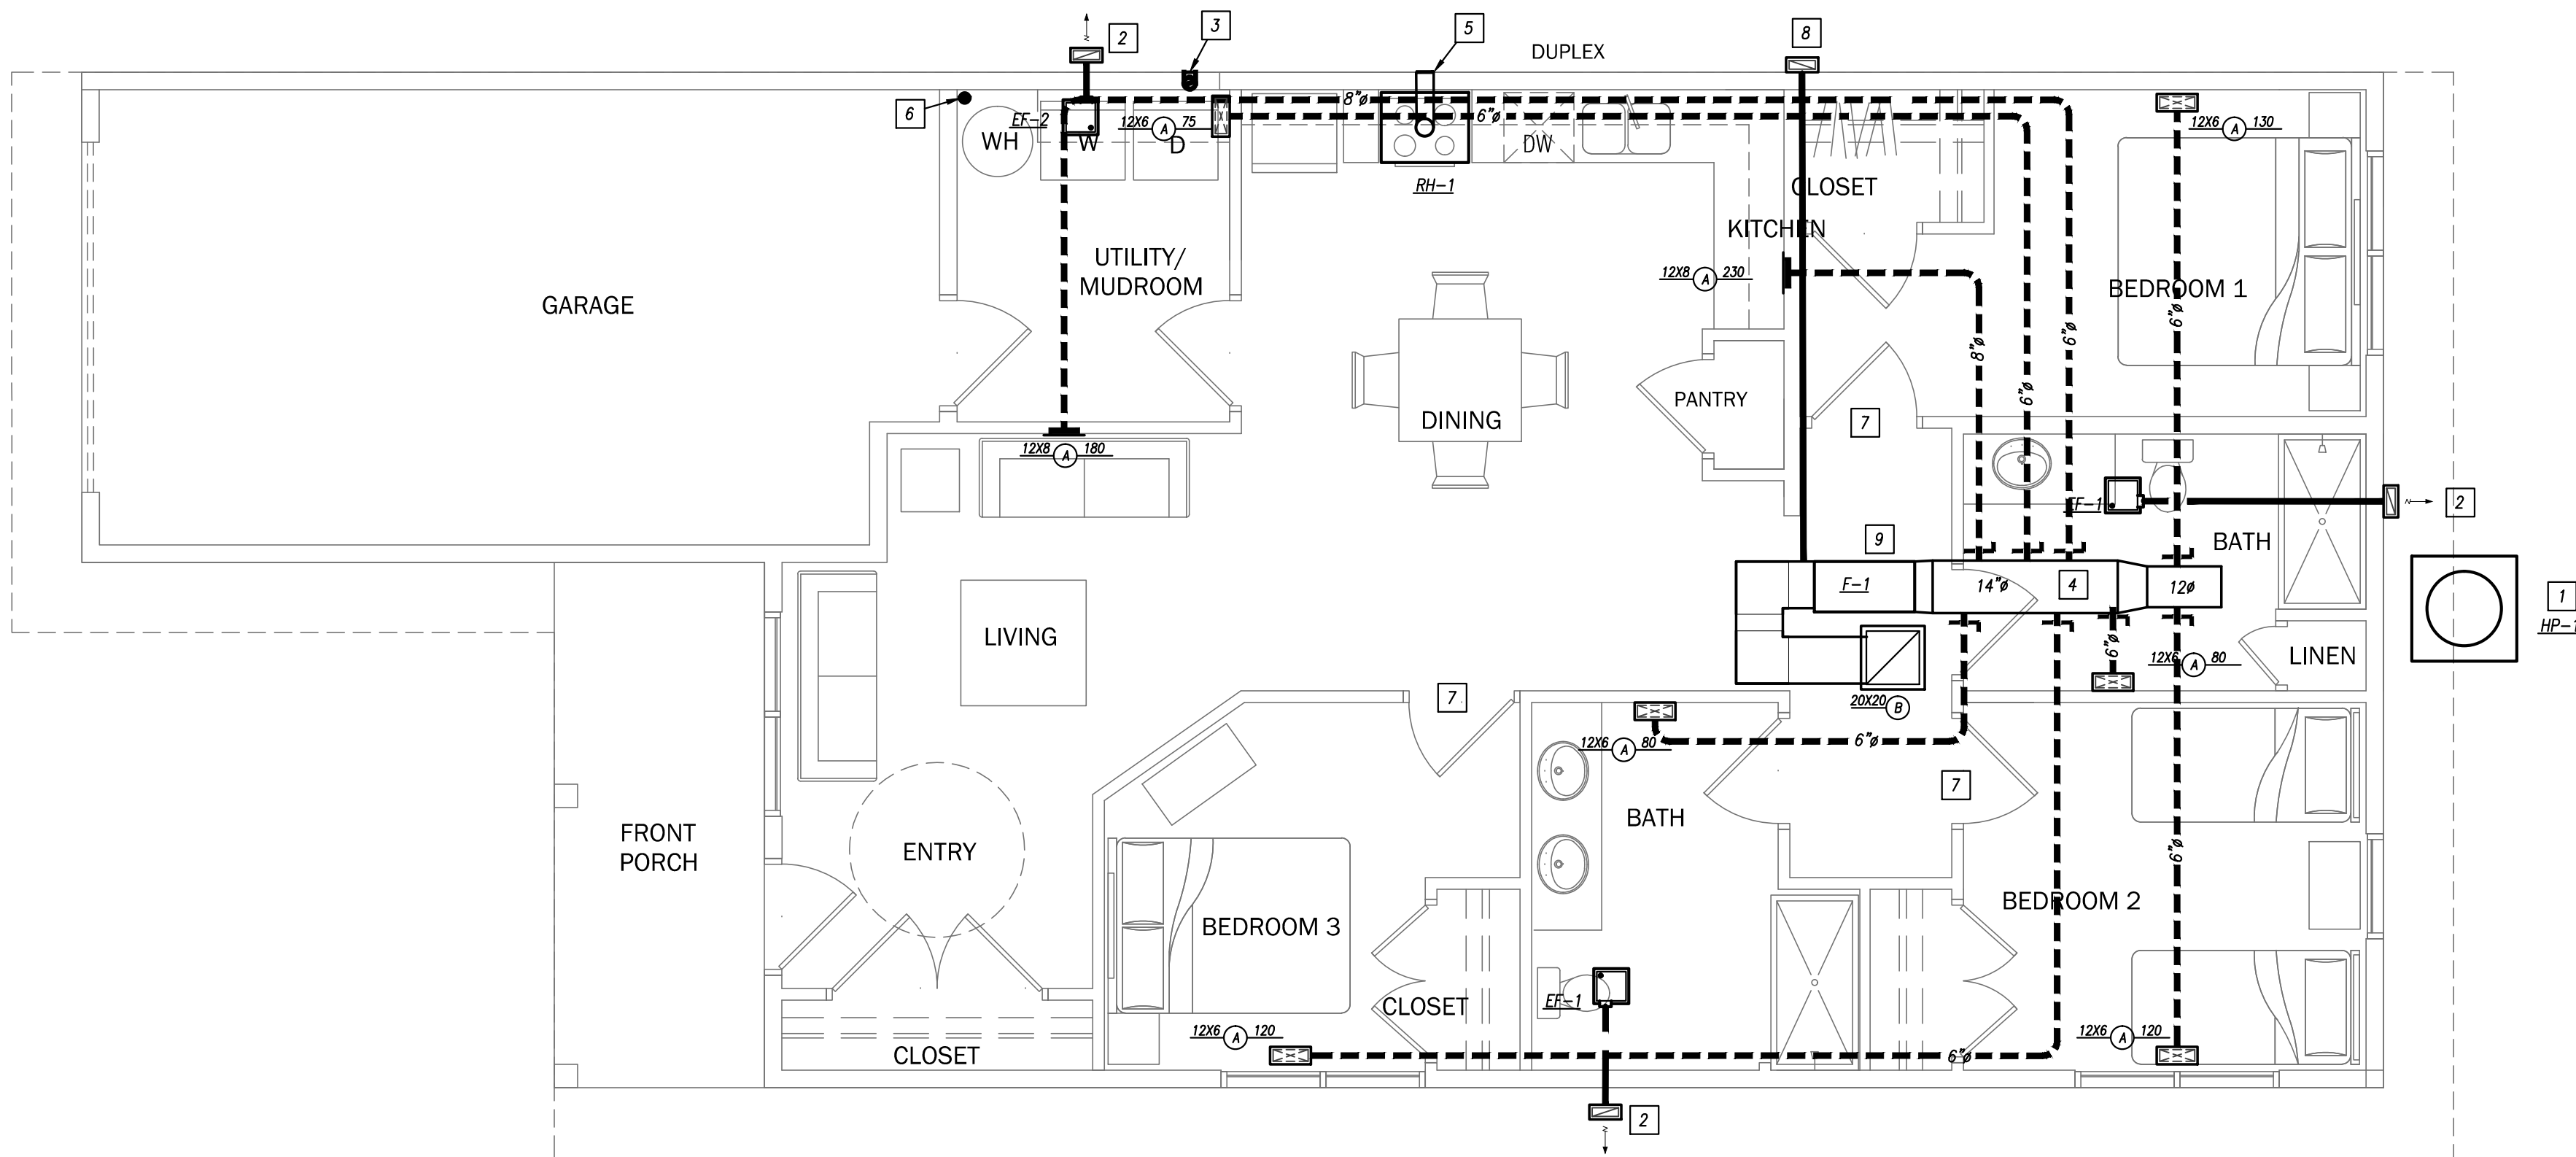 3
5
2
8
DUPLEX
6
EF-2
8"ø
6"ø
12X6 A 75
12X6 A 130
WH
W
D
DW
RH-1
CLOSET
KITCHEN
UTILITY/
MUDROOM
12X8 A 230
GARAGE
BEDROOM 1
6"ø
8"ø
6"ø
6"ø
PANTRY
DINING
7
12X8 A 180
EF-1
2
BATH
9
F-1
14"ø
4
12ø
1
HP-1
LIVING
6"ø
12X6 A 80
LINEN
7
20X20 B
12X6 A 80
6"ø
7
FRONT
PORCH
ENTRY
BATH
6"ø
BEDROOM 3
BEDROOM 2
EF-1
CLOSET
12X6 A 120
12X6 A 120
CLOSET
6"ø
2